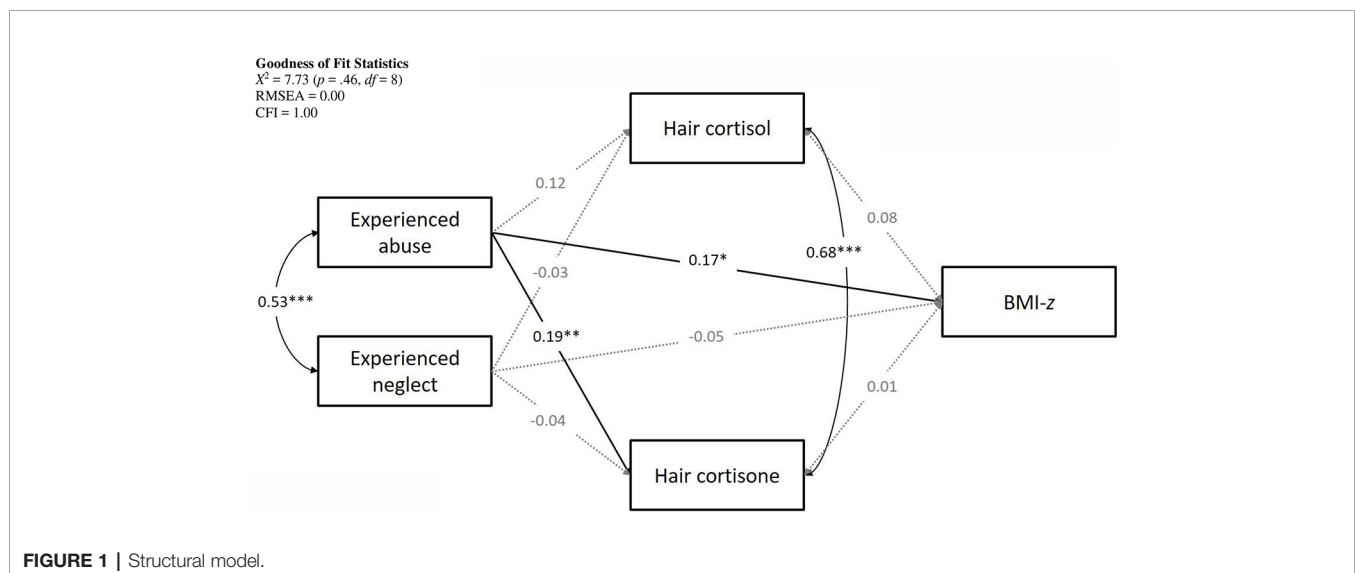 Goodness of Fit Statistics
X² = 7.73 (p = .46, df = 8)
RMSEA = 0.00
CFI = 1.00
Hair cortisol
0.12
Experienced
abuse
0.08
0.17*
0.68***
-0.03
0.53***
BMI-z
0.19**
-0.05
Experienced
neglect
0.01
-0.04
Hair cortisone
FIGURE 1 | Structural model.